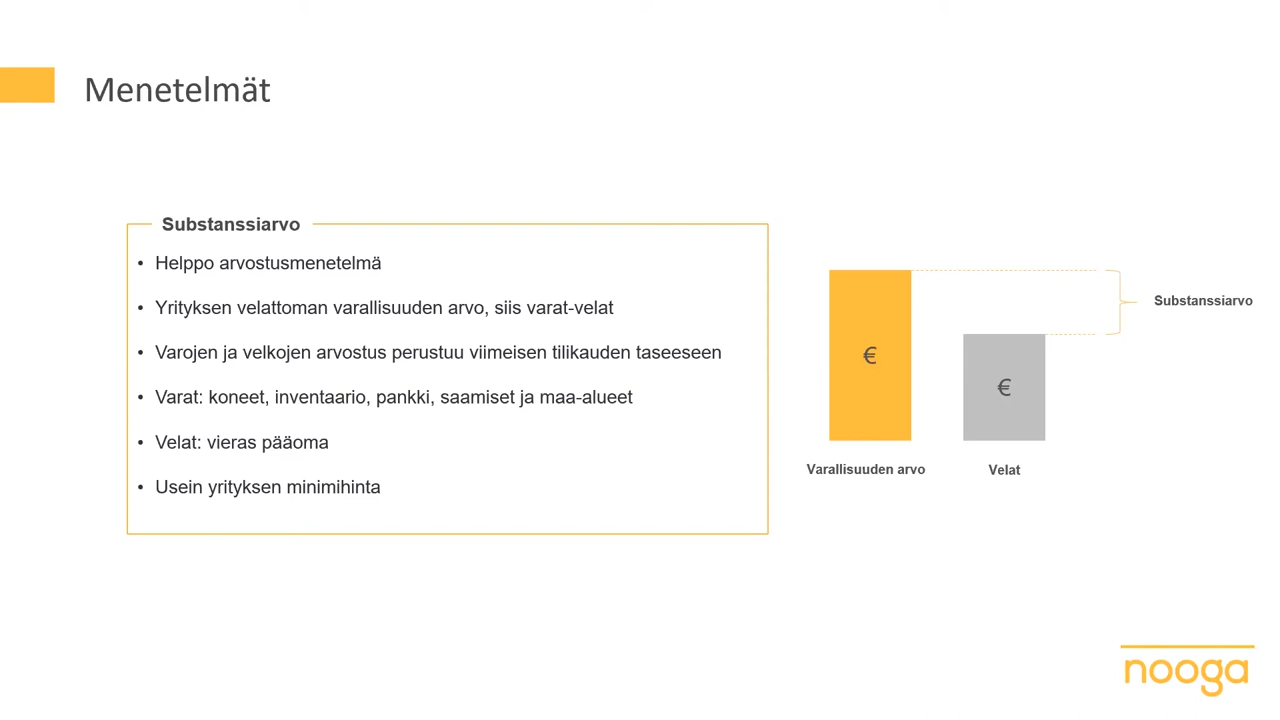 Menetelmät
Substanssiarvo
• Helppo arvostusmenetelmä
• Yrityksen velattoman varallisuuden arvo, siis varat-velat
• Varojen ja velkojen arvostus perustuu viimeisen tilikauden taseeseen
• Varat: koneet, inventaario, pankki, saamiset ja maa-alueet
• Velat: vieras pääoma
• Usein yrityksen minimihinta
Substanssiarvo
€
€
Varallisuuden arvo
Velat
nooga